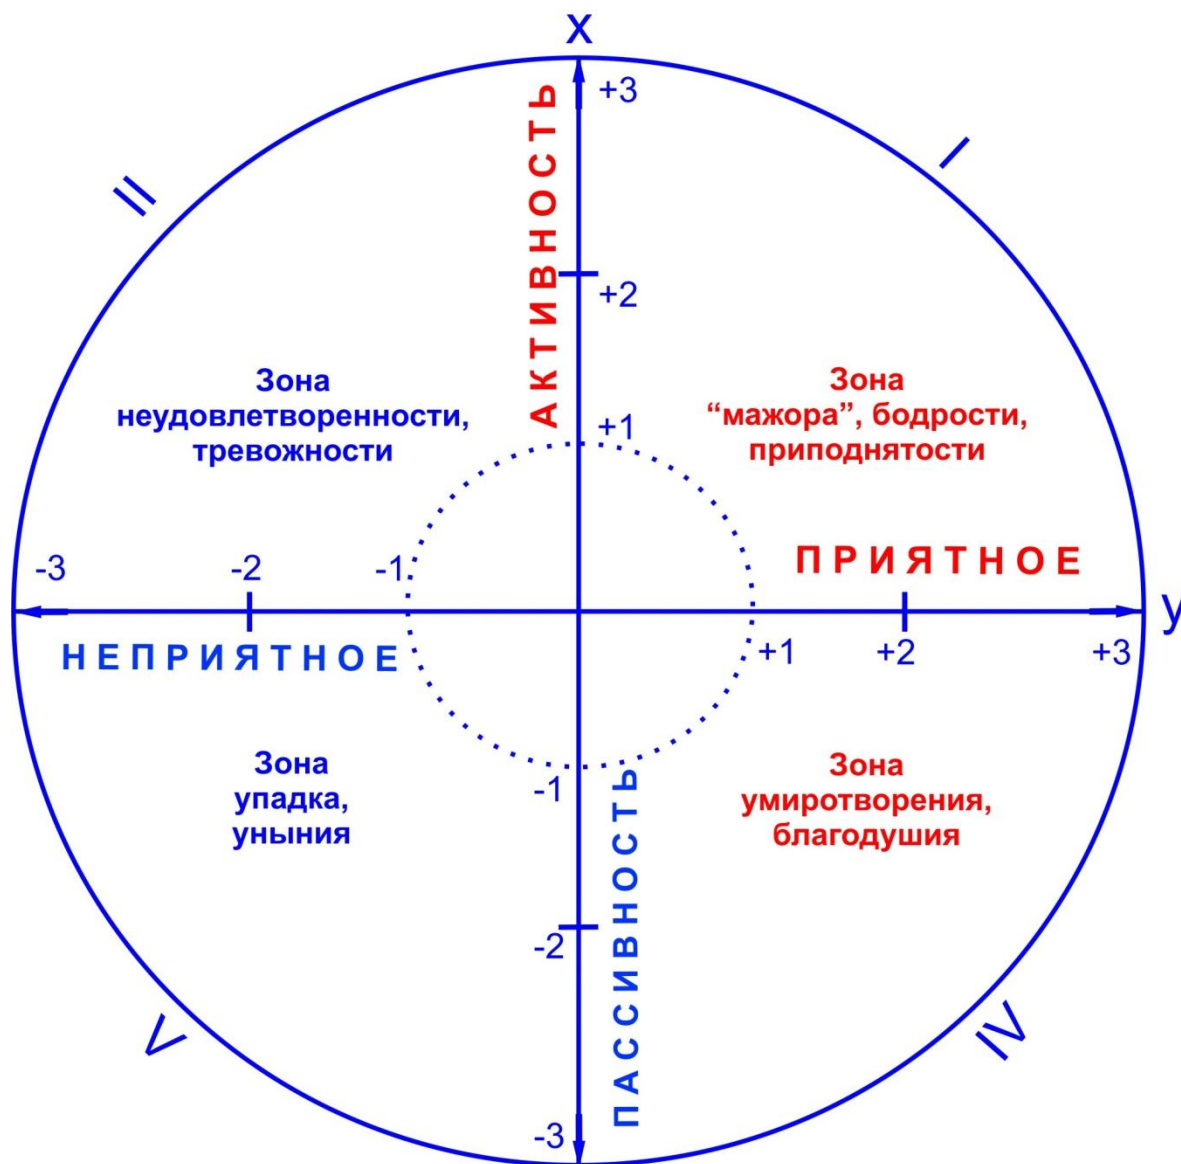 x
+3
I
II
АКТИВНОСТЬ
+2
Зона
неудовлетворенности,
тревожности
Зона
“мажора”, бодрости,
приподнятости
+1
-3
-2
-1
ПРИЯТНОЕ
y
НЕПРИЯТНОЕ
+1
+2
+3
Зона
упадка,
уныния
-1
Зона
умиротворения,
благодушия
ПАССИВНОСТЬ
-2
V
IV
-3